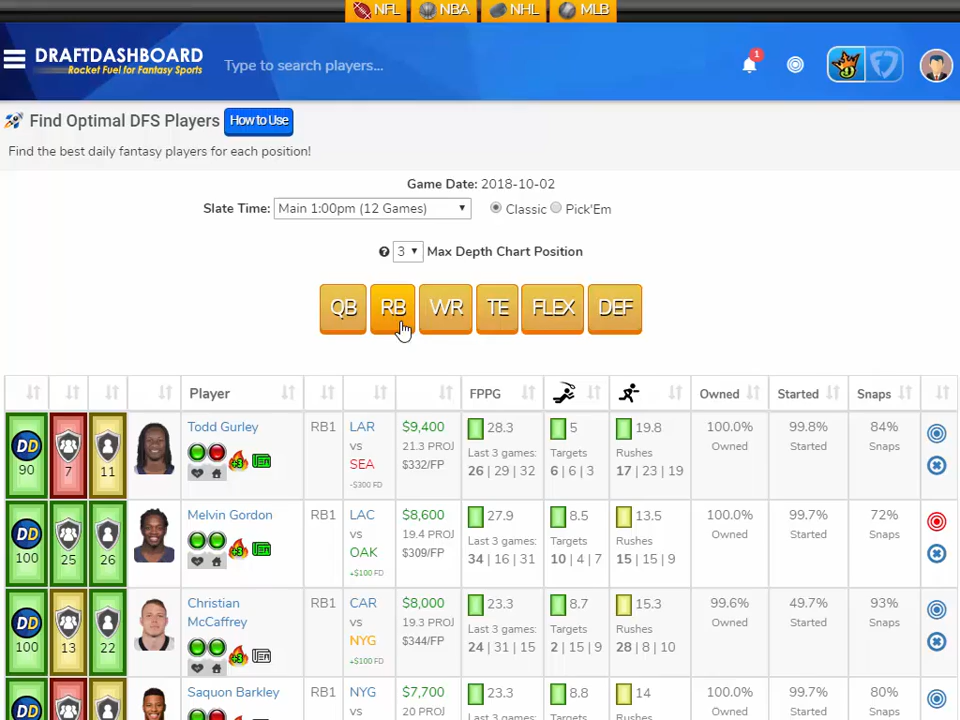 NFL NBA NHL MLB
DRAFTDASHBOARD
Rocket Fuel for Fantasy Sports
Type to search players...
1
Find Optimal DFS Players How to Use
Find the best daily fantasy players for each position!
Game Date: 2018-10-02
Slate Time: Main 1:00pm (12 Games) Classic Pick'Em
3 Max Depth Chart Position
QB RB WR TE FLEX DEF
Player FPPG Owned Started Snaps
DD 90 7 11 Todd Gurley RB1 LAR $9,400 28.3 5 19.8 100.0% 99.8% 84%
vs 21.3 PROJ Last 3 games: Targets Rushes Owned Started Snaps
+3 SEA $332/FP 26 | 29 | 32 6 | 6 | 3 17 | 23 | 19
-$300 FD
DD 100 25 26 Melvin Gordon RB1 LAC $8,600 27.9 8.5 13.5 100.0% 99.7% 72%
vs 19.4 PROJ Last 3 games: Targets Rushes Owned Started Snaps
+3 OAK $309/FP 34 | 16 | 31 10 | 4 | 7 15 | 15 | 9
+$100 FD
DD 100 13 22 Christian McCaffrey RB1 CAR $8,000 23.3 8.7 15.3 99.6% 49.7% 93%
vs 19.3 PROJ Last 3 games: Targets Rushes Owned Started Snaps
+3 NYG $344/FP 24 | 31 | 15 2 | 15 | 9 28 | 8 | 10
+$100 FD
DD Saquon Barkley RB1 NYG $7,700 23.3 8.8 14 100.0% 99.7% 80%
vs 20 PROJ Last 3 games: Targets Rushes Owned Started Snaps